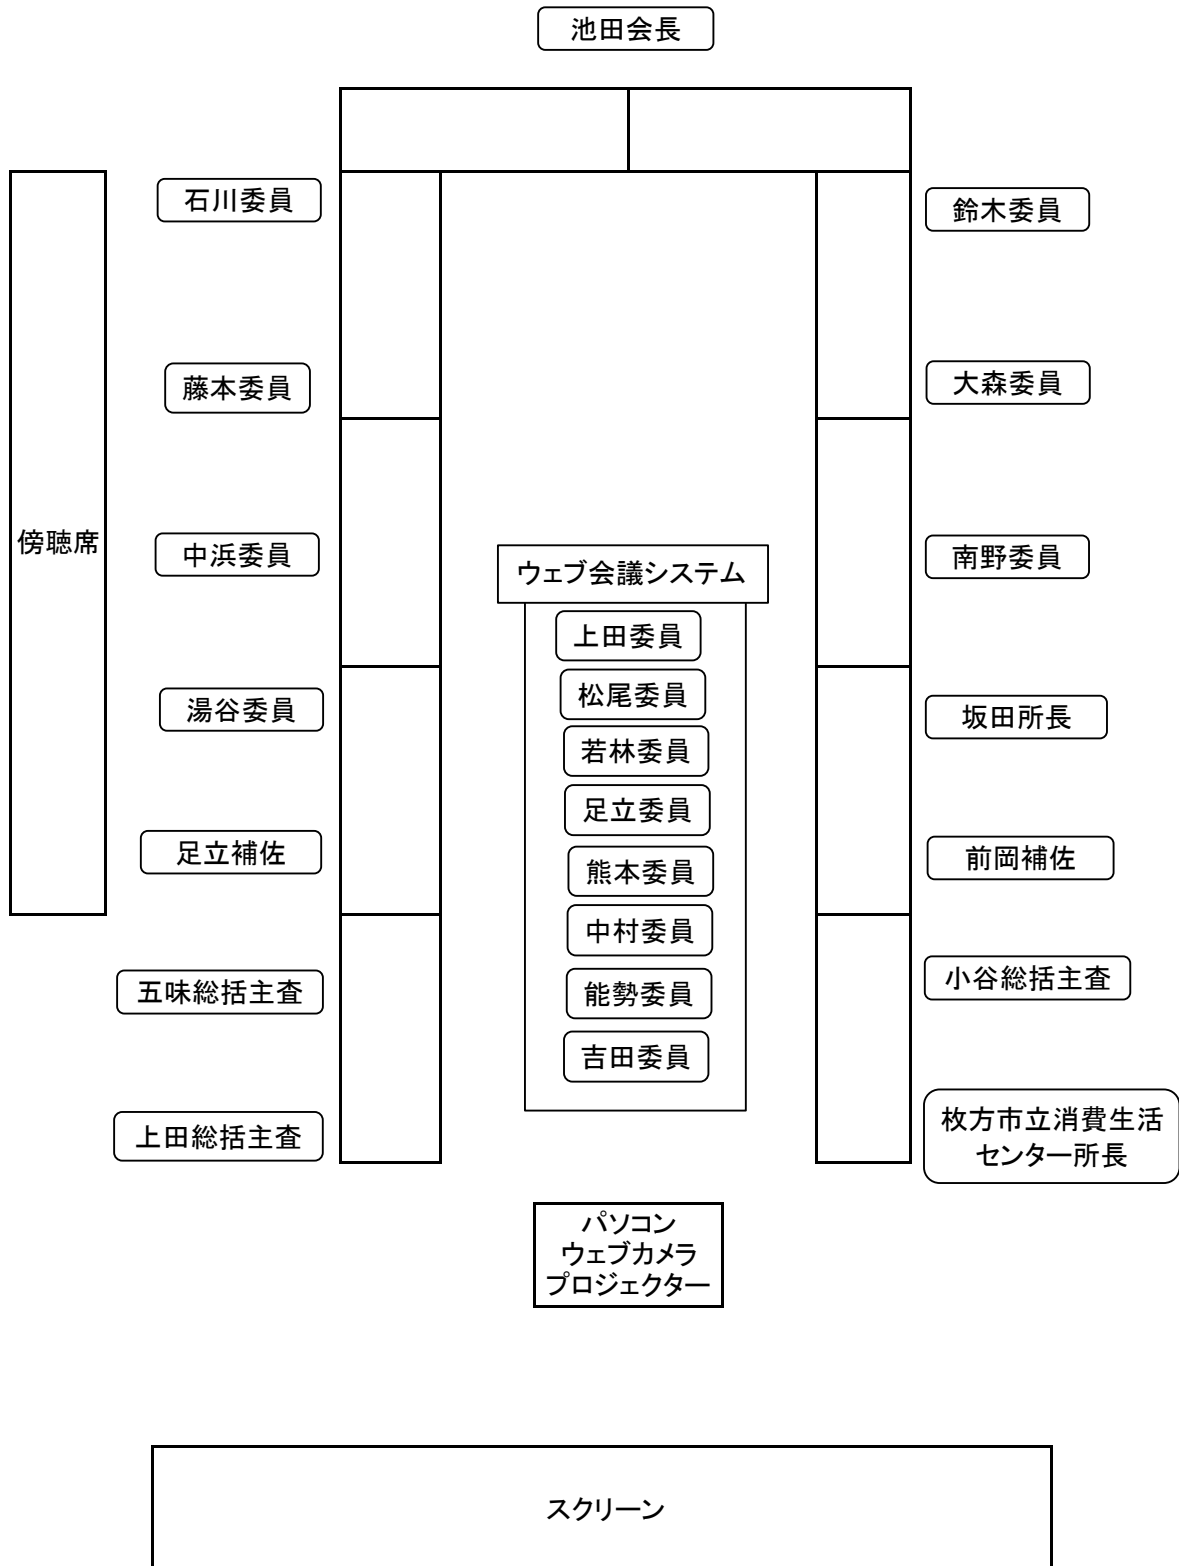 池田会長
石川委員
鈴木委員
藤本委員
大森委員
傍聴席
中浜委員
南野委員
ウェブ会議システム
上田委員
松尾委員
若林委員
足立委員
熊本委員
中村委員
能勢委員
吉田委員
湯谷委員
坂田所長
足立補佐
前岡補佐
五味総括主査
小谷総括主査
上田総括主査
枚方市立消費生活
センター所長
パソコン
ウェブカメラ
プロジェクター
スクリーン